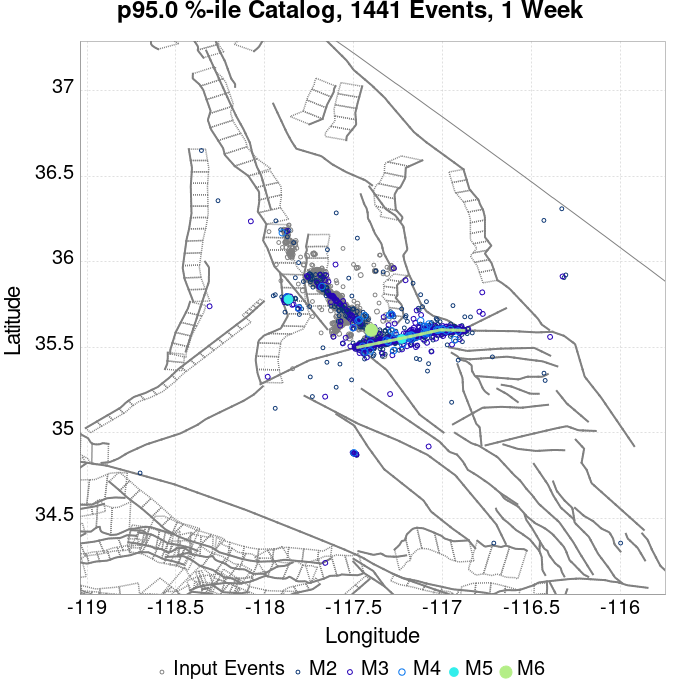 p95.0 %-ile Catalog, 1441 Events, 1 Week
37
36.5
36
35.5
35
34.5
Latitude
-119 -118.5 -118 -117.5 -117 -116.5 -116
Longitude
Input Events M2 M3 M4 M5 M6